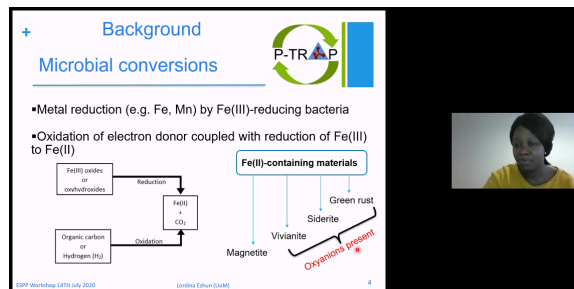 +
Background
Microbial conversions
P-TRAP
▪Metal reduction (e.g. Fe, Mn) by Fe(III)-reducing bacteria
▪Oxidation of electron donor coupled with reduction of Fe(III)
to Fe(II)
Fe(III) oxides
or
oxyhydroxides
Reduction
Fe(II)
+
CO₂
Organic carbon
or
Hydrogen (H₂)
Oxidation
Fe(II)-containing materials
Green rust
Siderite
Vivianite
Magnetite
Oxyanions present
ESPP Workshop 14TH July 2020
Lordina Eshun (UoM)
4